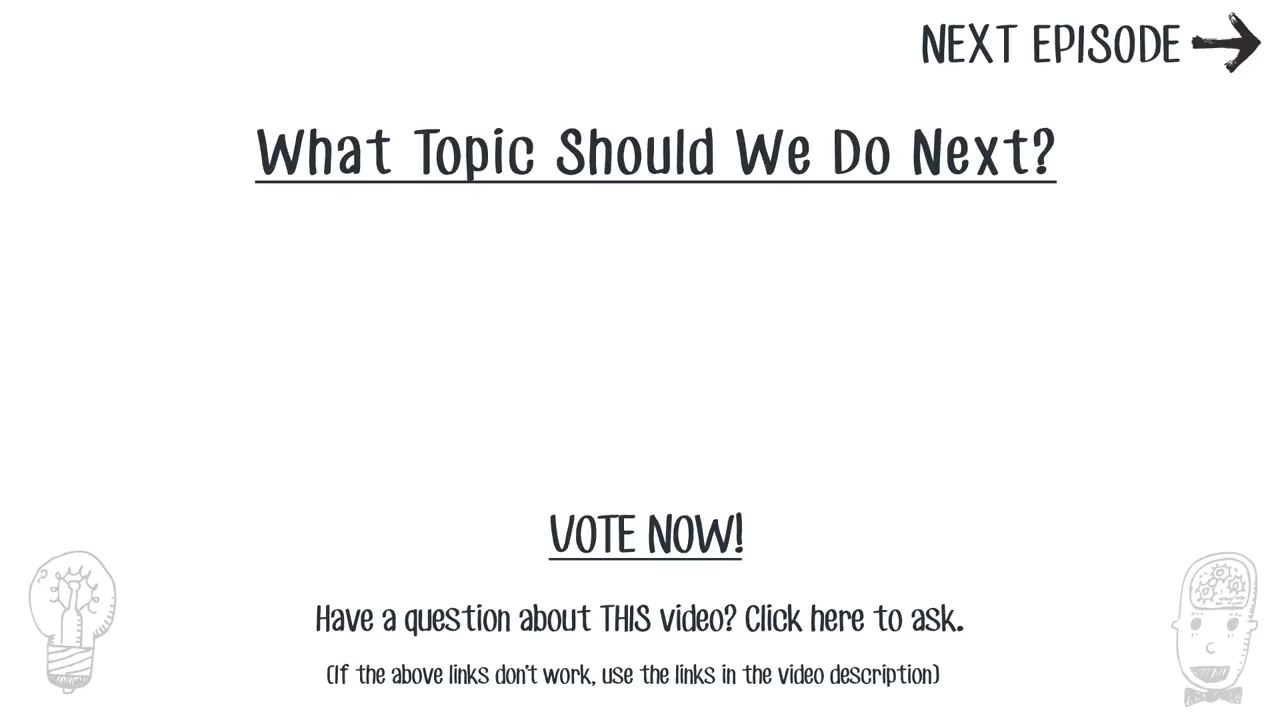 NEXT EPISODE
What Topic Should We Do Next?
VOTE NOW!
Have a question about THIS video? Click here to ask.
(If the above links don't work, use the links in the video description)